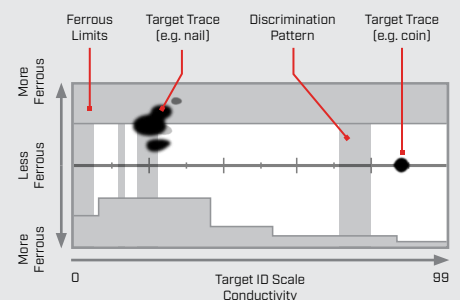 Ferrous
Limits
Target Trace
(e.g. nail)
Discrimination
Pattern
Target Trace
(e.g. coin)
More
Ferrous
Less
Ferrous
More
Ferrous
0
Target ID Scale
Conductivity
99